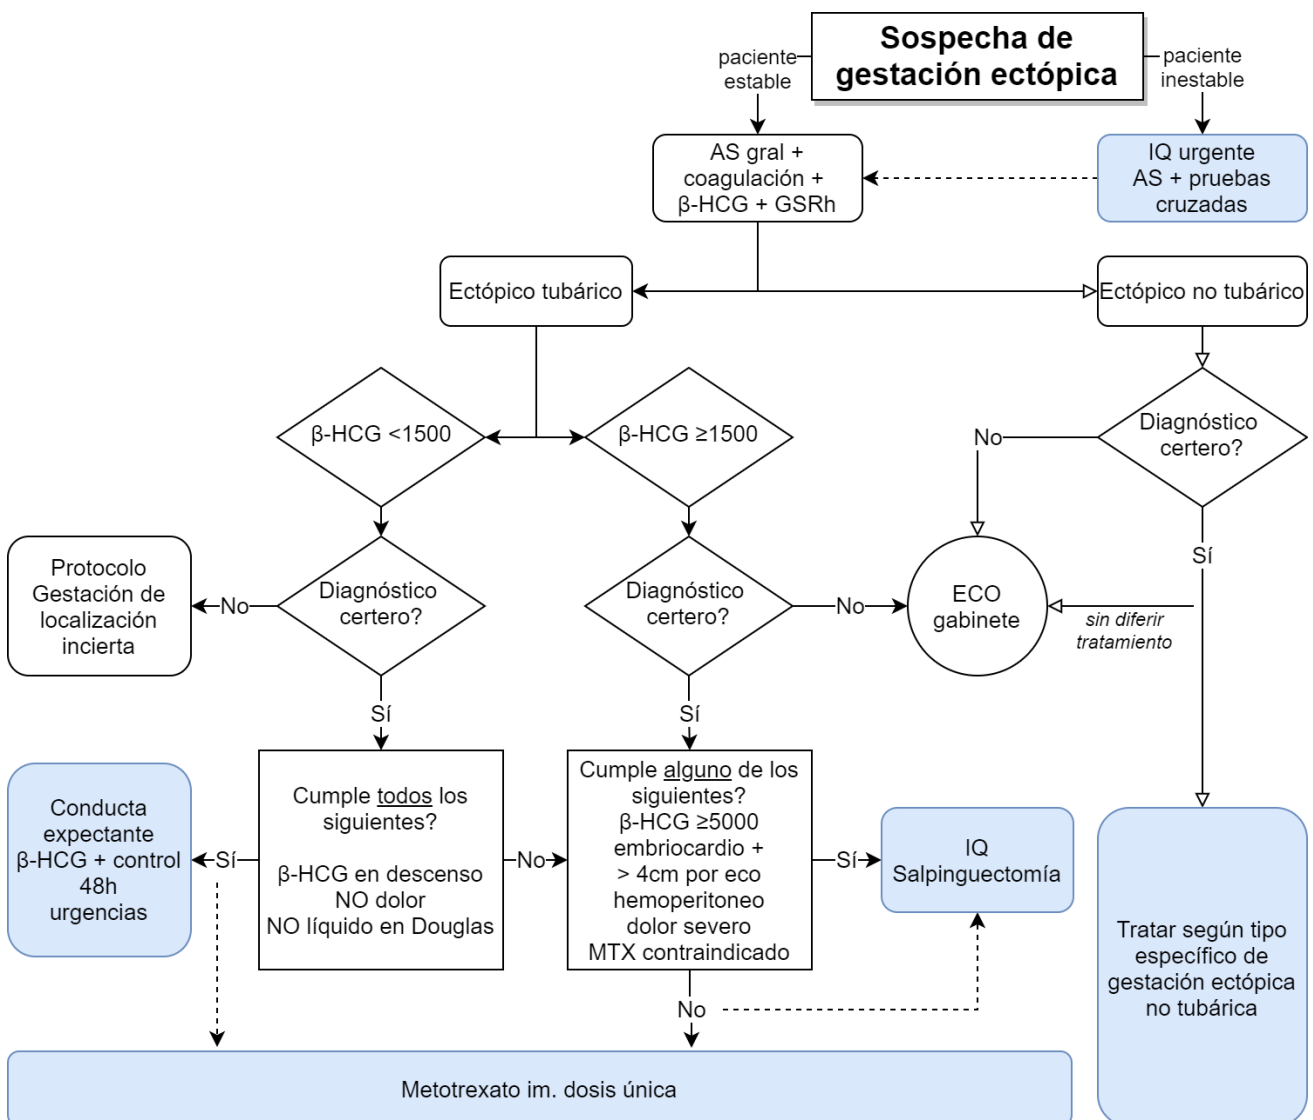 Sospecha de
gestación ectópica
paciente
estable
paciente
inestable
AS gral +
coagulación +
β-HCG + GSRh
IQ urgente
AS + pruebas
cruzadas
Ectópico tubárico
Ectópico no tubárico
β-HCG <1500
β-HCG ≥1500
Diagnóstico
certero?
No
Protocolo
Gestación de
localización
incierta
No
Diagnóstico
certero?
Diagnóstico
certero?
No
ECO
gabinete
sin diferir
tratamiento
Sí
Sí
Sí
Conducta
expectante
β-HCG + control
48h
urgencias
Sí
Cumple todos los
siguientes?
β-HCG en descenso
NO dolor
NO líquido en Douglas
No
Cumple alguno de los
siguientes?
β-HCG ≥5000
embriocardio +
> 4cm por eco
hemoperitoneo
dolor severo
MTX contraindicado
Sí
IQ
Salpinguectomía
No
Tratar según tipo
específico de
gestación ectópica
no tubárica
Metotrexato im. dosis única